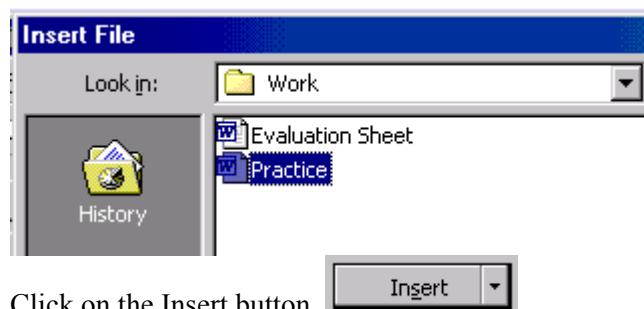 Insert File
Look in: Work
Evaluation Sheet
Practice
History
Click on the Insert button Insert